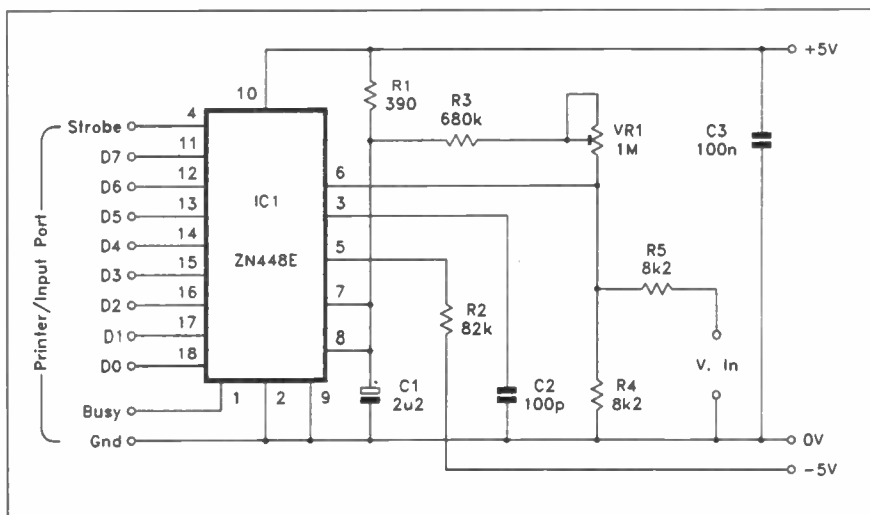 +5V
10
R1
390
R3
680k
VR1
1M
C3
100n
Strobe
4
D7
11
D6
12
D5
13
D4
14
D3
15
D2
16
D1
17
D0
18
Busy
Gnd
Printer/Input Port
IC1
ZN448E
6
3
5
7
8
1
2
9
R2
82k
C1
2u2
+
C2
100p
R5
8k2
V. In
R4
8k2
0V
-5V